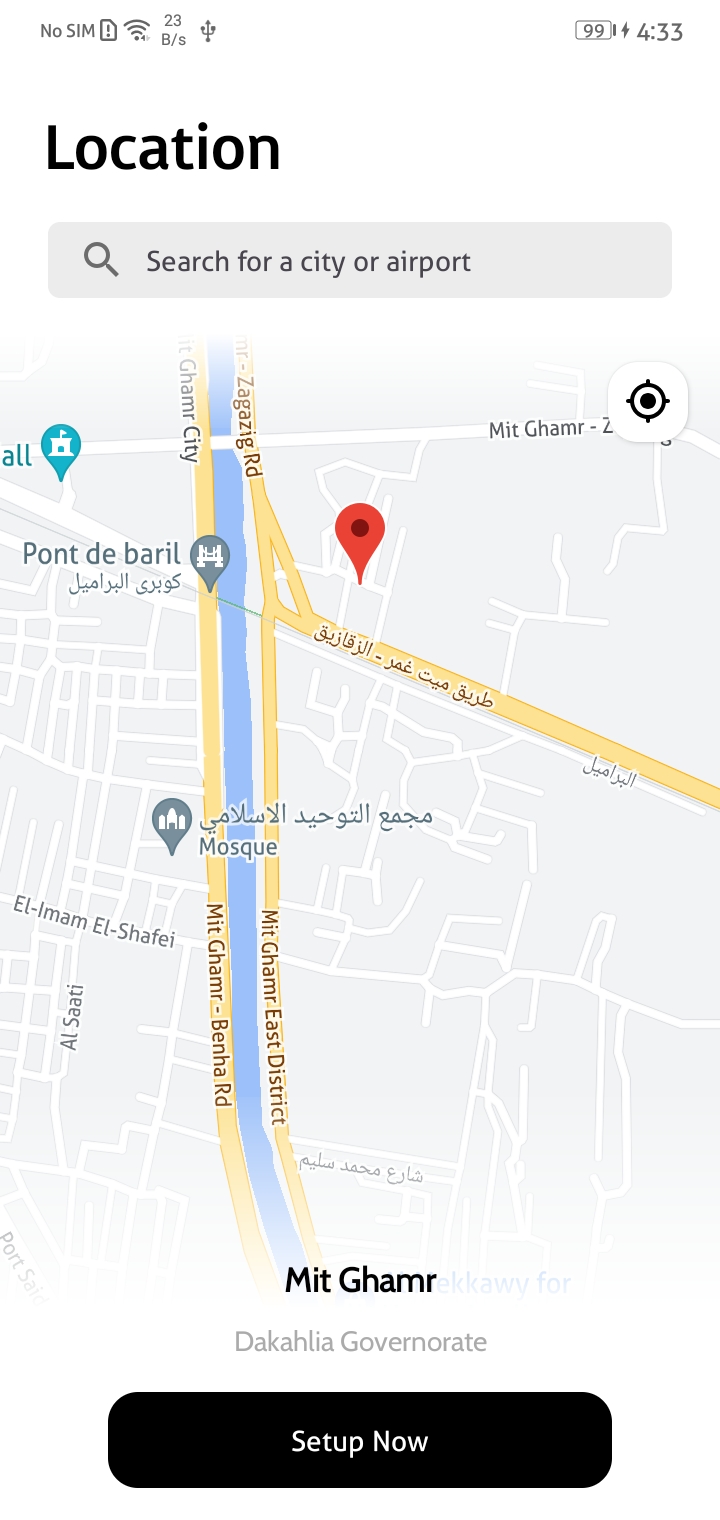 No SIM
23
B/s
99
4:33
Location
Search for a city or airport
it Ghamr City
mr - Zagazig Rd
Mit Ghamr - Z
all
Pont de baril
كوبرى البراميل
طريق ميت غمر - الزقازيق
البراميل
مجمع التوحيد الاسلامي
Mosque
El-Imam El-Shafei
Mit Ghamr - Benha Rd
Mit Ghamr East District
Al Saati
شارع محمد سليم
Port Said
ekkawy for
Mit Ghamr
Dakahlia Governorate
Setup Now